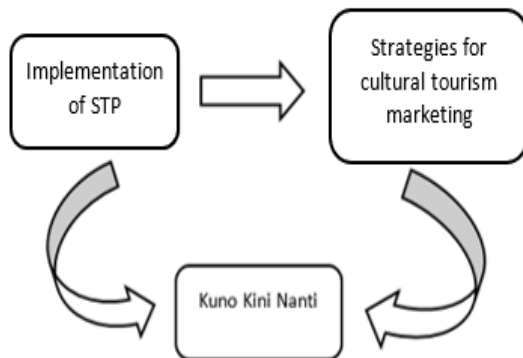 Implementation
of STP
Strategies for
cultural tourism
marketing
Kuno Kini Nanti